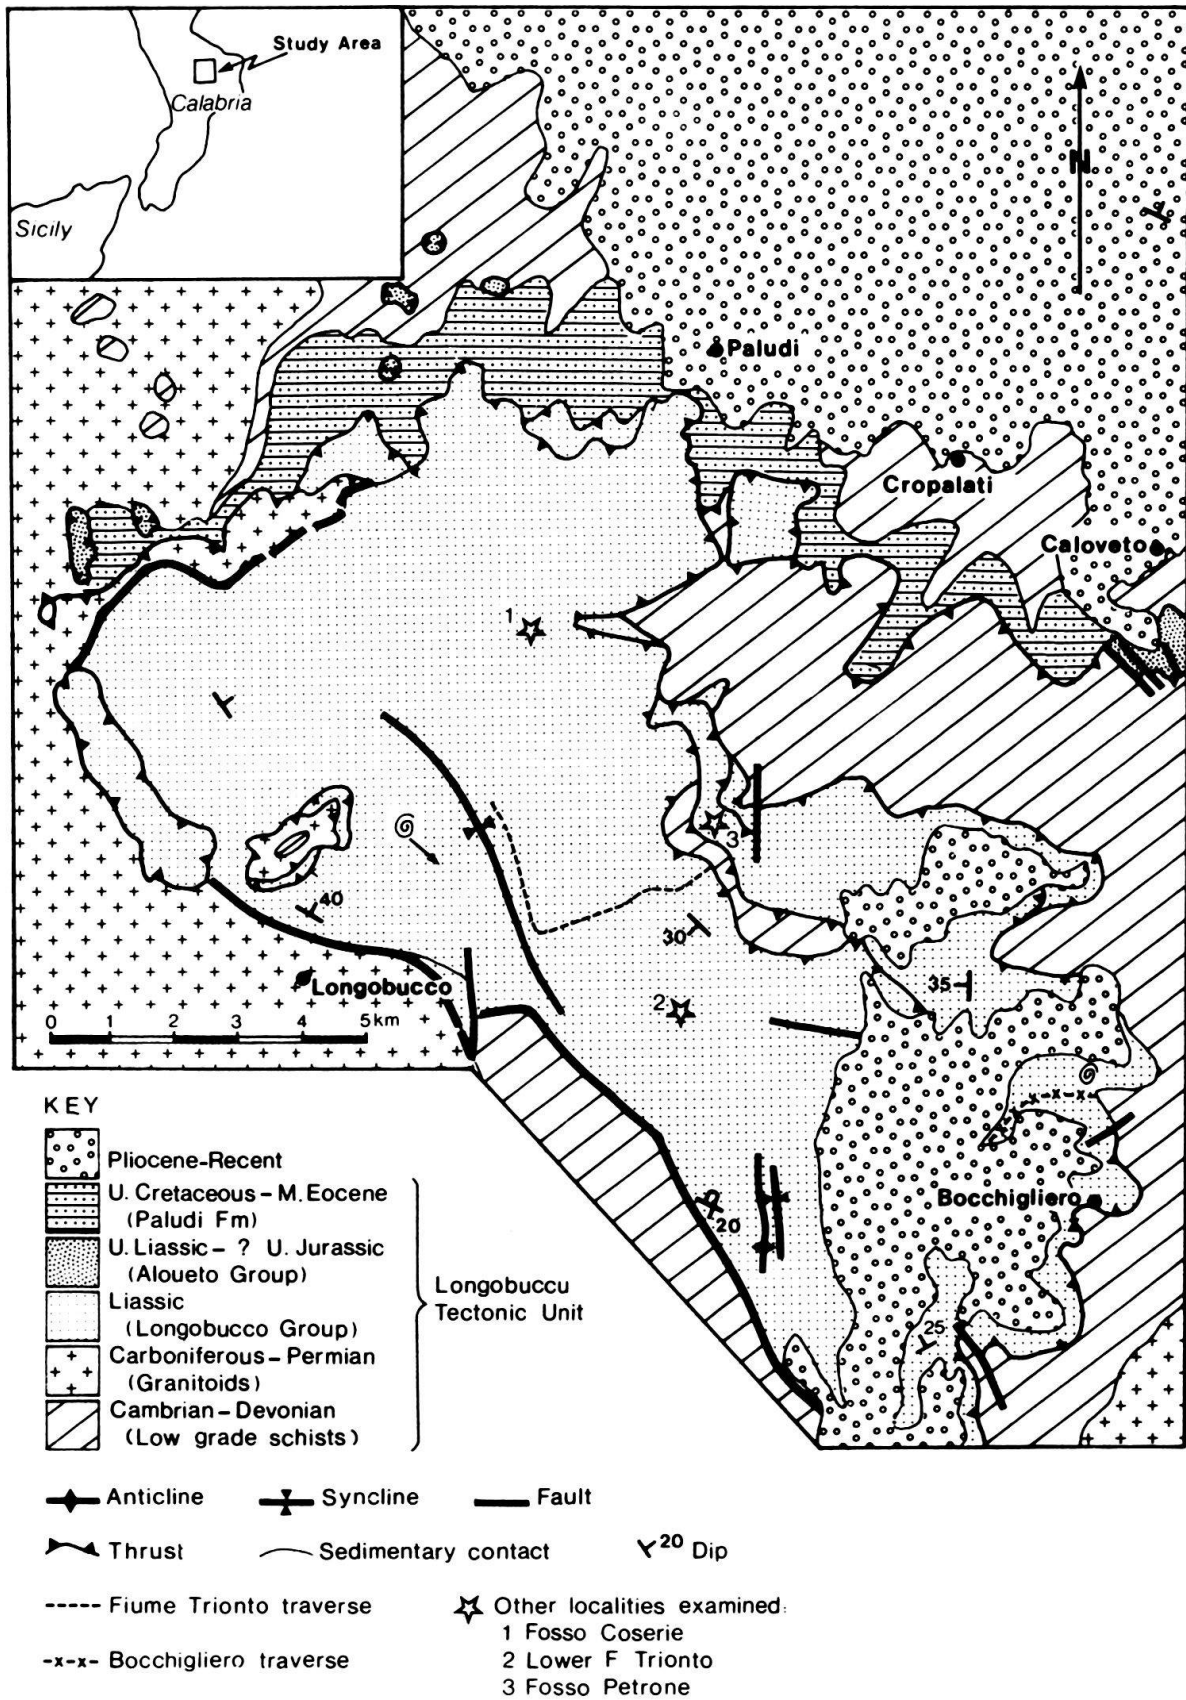 Study Area
Calabria
Sicily
N
Paludi
Cropalati
Caloveto
1
3
40
30
Longobucco
2
35
0 1 2 3 4 5km
Bocchigliero
20
25
KEY
Pliocene-Recent
U. Cretaceous – M. Eocene
(Paludi Fm)
U. Liassic – ? U. Jurassic
(Aloueto Group)
Liassic
(Longobucco Group)
Carboniferous – Permian
(Granitoids)
Cambrian – Devonian
(Low grade schists)
Longobuccu
Tectonic Unit
Anticline Syncline Fault
Thrust Sedimentary contact 20 Dip
Fiume Trionto traverse
Other localities examined:
1 Fosso Coserie
Bocchigliero traverse
2 Lower F Trionto
3 Fosso Petrone